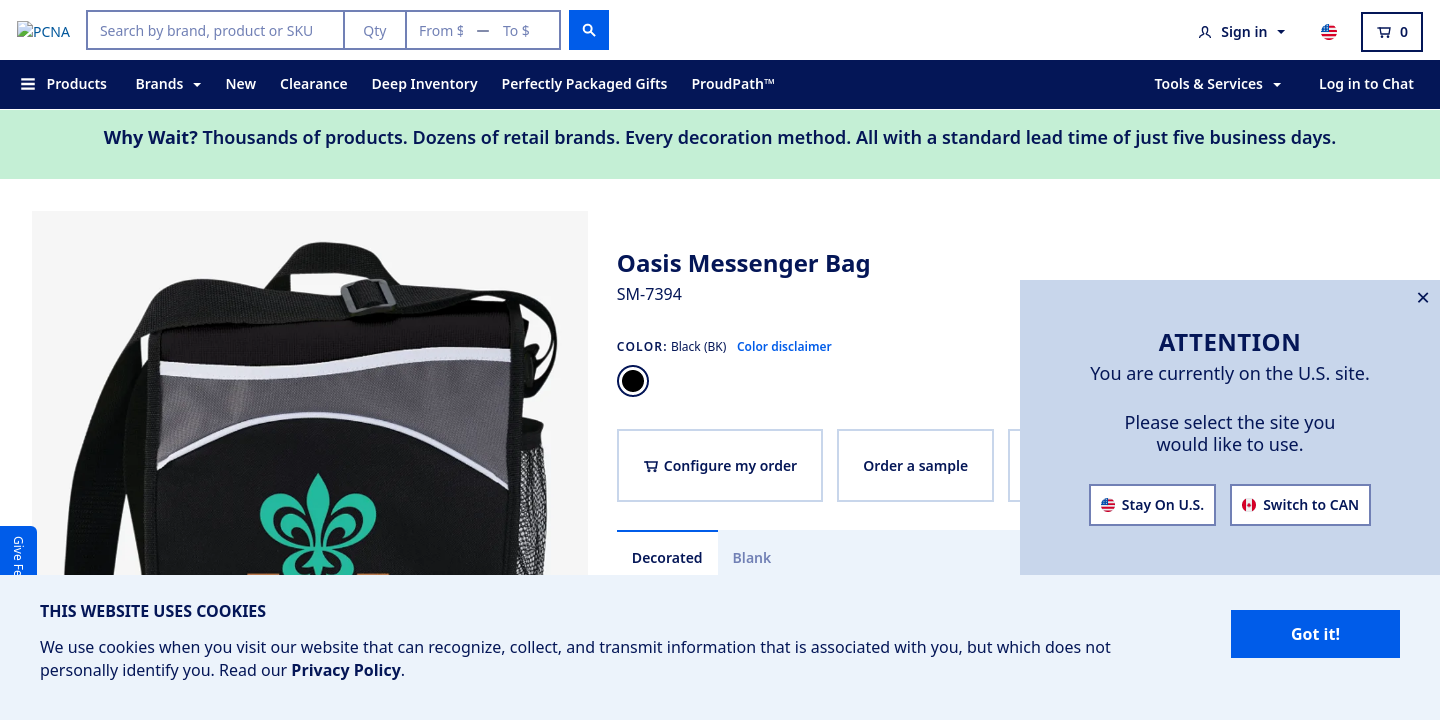 PCNA
Search by brand, product or SKU
Qty
From $ — To $
Sign in
0
Products
Brands
New
Clearance
Deep Inventory
Perfectly Packaged Gifts
ProudPath™
Tools & Services
Log in to Chat
Why Wait? Thousands of products. Dozens of retail brands. Every decoration method. All with a standard lead time of just five business days.
Oasis Messenger Bag
SM-7394
COLOR: Black (BK) Color disclaimer
Configure my order
Order a sample
Decorated
Blank
ATTENTION
You are currently on the U.S. site.
Please select the site you
would like to use.
Stay On U.S.
Switch to CAN
Give Fe
THIS WEBSITE USES COOKIES
We use cookies when you visit our website that can recognize, collect, and transmit information that is associated with you, but which does not
personally identify you. Read our Privacy Policy.
Got it!